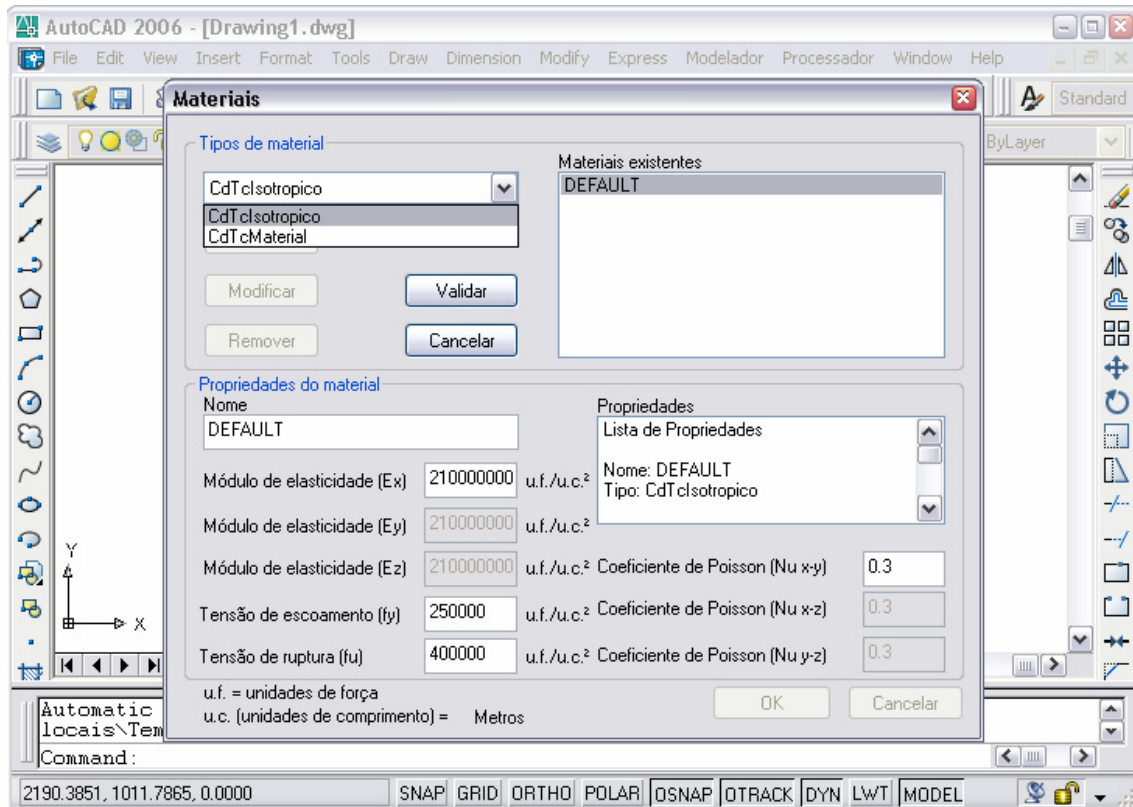 AutoCAD 2006 - [Drawing1.dwg]
File Edit View Insert Format Tools Draw Dimension Modify Express Modelador Processador Window Help
Materiais
Standard
ByLayer
Tipos de material
Materiais existentes
CdTcIsotropico
DEFAULT
CdTcIsotropico
CdTcMaterial
Modificar
Validar
Remover
Cancelar
Propriedades do material
Nome
Propriedades
DEFAULT
Lista de Propriedades
Nome: DEFAULT
Tipo: CdTcIsotropico
Módulo de elasticidade (Ex) 210000000 u.f./u.c.²
Módulo de elasticidade (Ey) 210000000 u.f./u.c.²
Módulo de elasticidade (Ez) 210000000 u.f./u.c.² Coeficiente de Poisson (Nu x-y) 0.3
Tensão de escoamento (fy) 250000 u.f./u.c.² Coeficiente de Poisson (Nu x-z) 0.3
Tensão de ruptura (fu) 400000 u.f./u.c.² Coeficiente de Poisson (Nu y-z) 0.3
u.f. = unidades de força
u.c. (unidades de comprimento) = Metros
OK Cancelar
Y
X
Automatic
locais\Tem
Command:
2190.3851, 1011.7865, 0.0000 SNAP GRID ORTHO POLAR OSNAP OTRACK DYN LWT MODEL